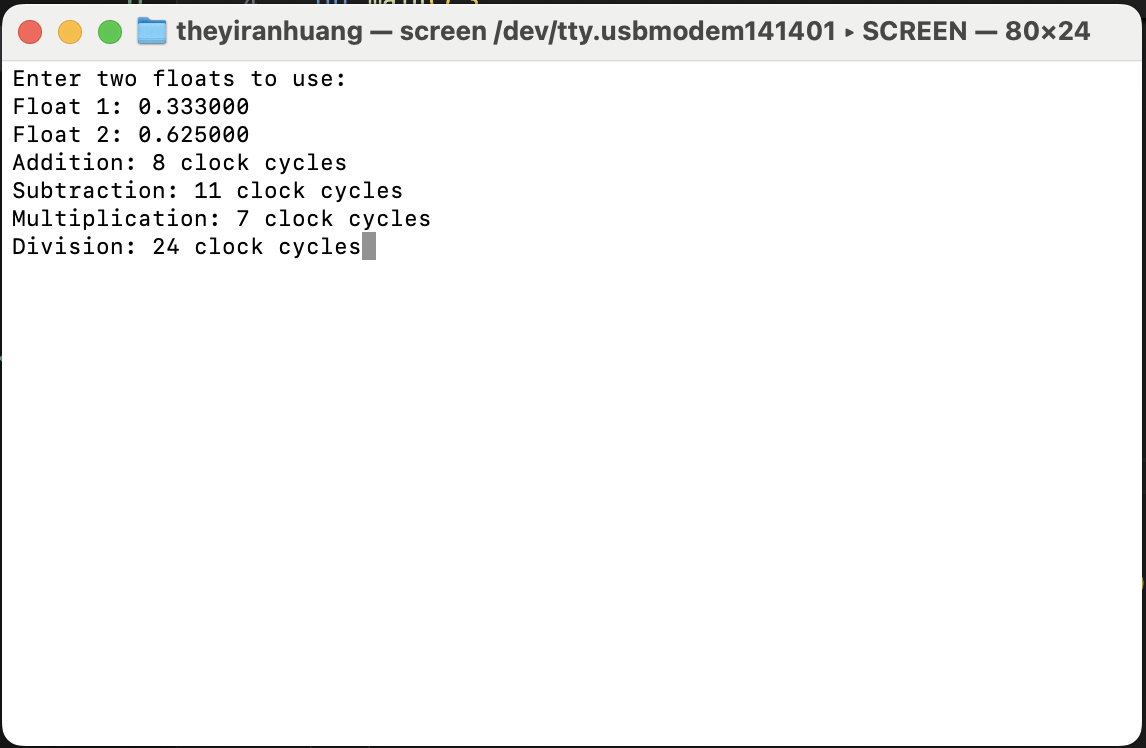 theyiranhuang — screen /dev/tty.usbmodem141401 ▸ SCREEN — 80×24
Enter two floats to use:
Float 1: 0.333000
Float 2: 0.625000
Addition: 8 clock cycles
Subtraction: 11 clock cycles
Multiplication: 7 clock cycles
Division: 24 clock cycles